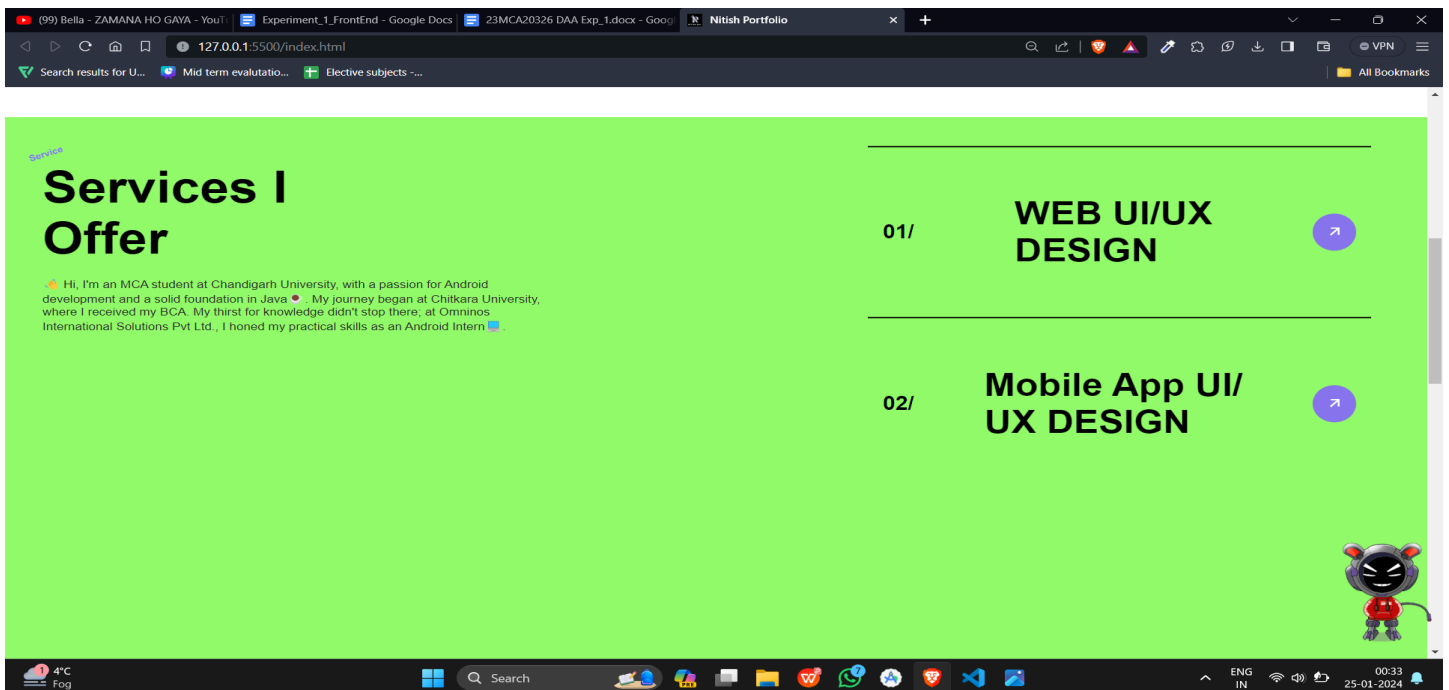 (99) Bella - ZAMANA HO GAYA - YouT
Experiment_1_FrontEnd - Google Docs
23MCA20326 DAA Exp_1.docx - Goog
Nitish Portfolio
127.0.0.1:5500/index.html
VPN
Search results for U...
Mid term evalutatio...
Elective subjects -...
All Bookmarks
Service
Services I
Offer
👋 Hi, I'm an MCA student at Chandigarh University, with a passion for Android
development and a solid foundation in Java ☕ . My journey began at Chitkara University,
where I received my BCA. My thirst for knowledge didn't stop there; at Omninos
International Solutions Pvt Ltd., I honed my practical skills as an Android Intern 🖥️ .
01/
WEB UI/UX
DESIGN
02/
Mobile App UI/
UX DESIGN
1
4°C
Fog
Search
PRE
7
ENG
IN
00:33
25-01-2024